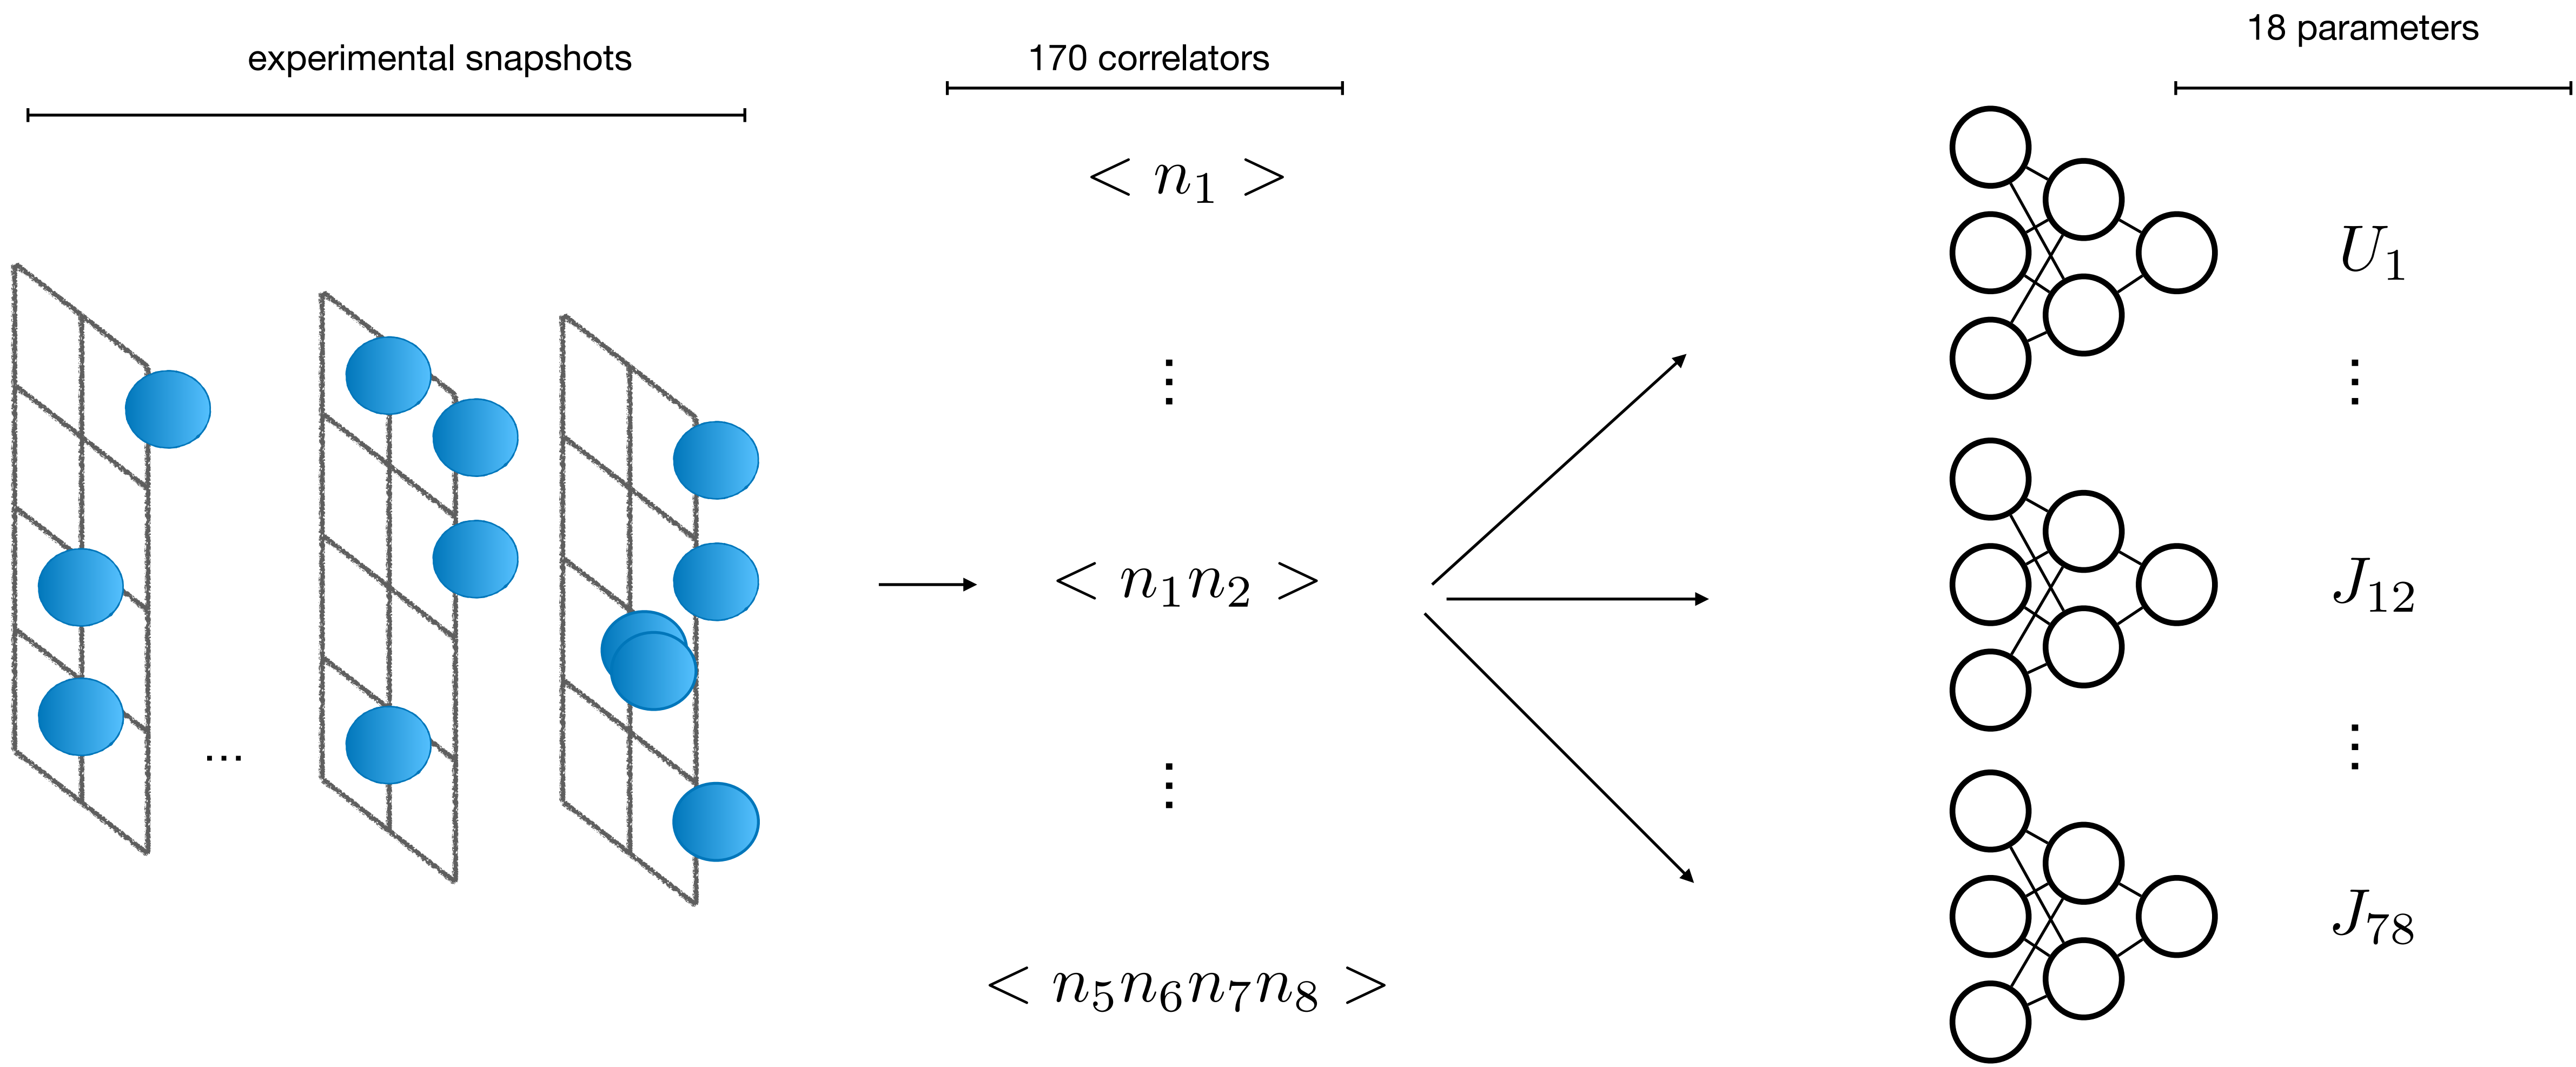 experimental snapshots
170 correlators
18 parameters
< n₁ >
U₁
⋮
⋮
< n₁n₂ >
J₁₂
...
⋮
⋮
< n₅n₆n₇n₈ >
J₇₈